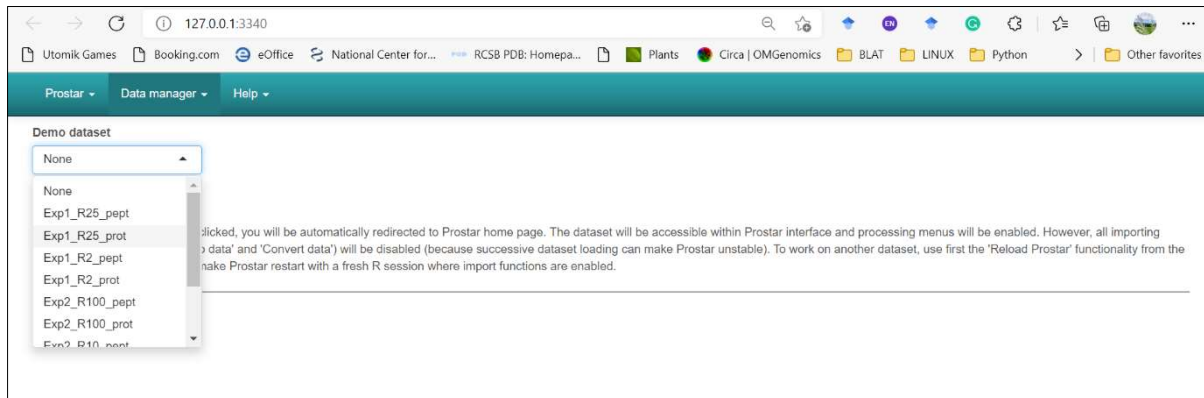 127.0.0.1:3340
Utomik Games Booking.com eOffice National Center for... RCSB PDB: Homepa... Plants Circa | OMGenomics BLAT LINUX Python Other favorites
Prostar Data manager Help
Demo dataset
None
None
Exp1_R25_pept
clicked, you will be automatically redirected to Prostar home page. The dataset will be accessible within Prostar interface and processing menus will be enabled. However, all importing
Exp1_R25_prot
data' and 'Convert data') will be disabled (because successive dataset loading can make Prostar unstable). To work on another dataset, use first the 'Reload Prostar' functionality from the
Exp1_R2_pept
make Prostar restart with a fresh R session where import functions are enabled.
Exp1_R2_prot
Exp2_R100_pept
Exp2_R100_prot
Exp2_R10_pept